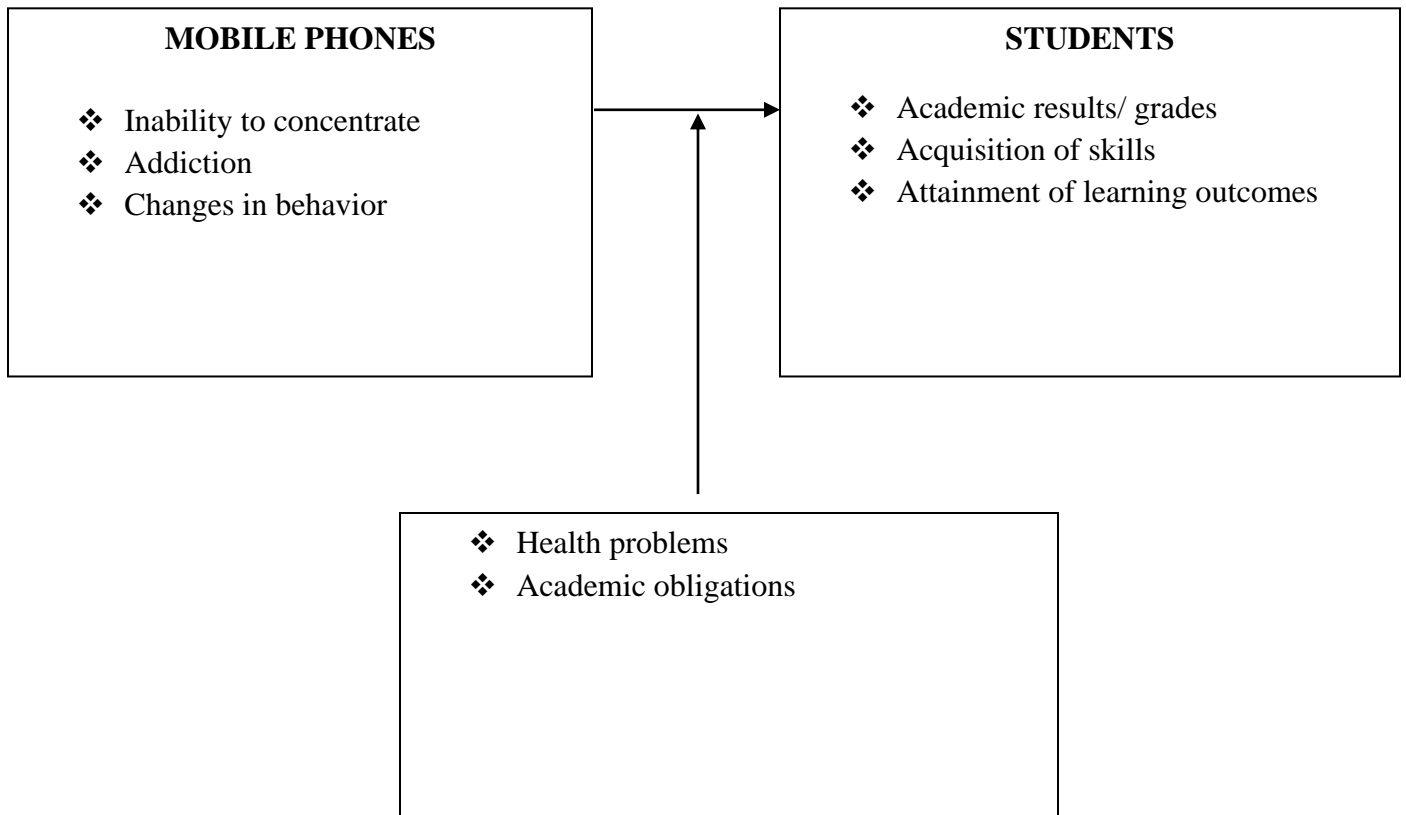 MOBILE PHONES
❖ Inability to concentrate
❖ Addiction
❖ Changes in behavior
STUDENTS
❖ Academic results/ grades
❖ Acquisition of skills
❖ Attainment of learning outcomes
❖ Health problems
❖ Academic obligations